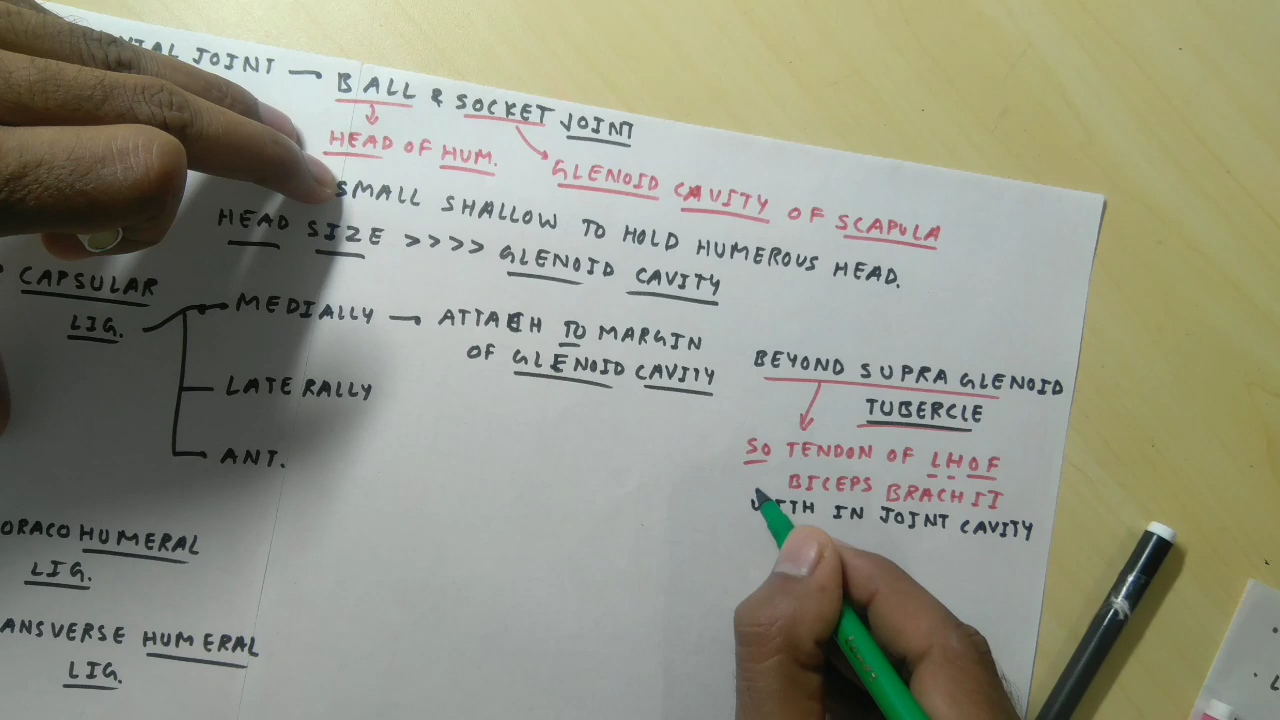 JOINT — BALL & SOCKET JOINT
HEAD OF HUM.
GLENOID CAVITY OF SCAPULA
SMALL SHALLOW TO HOLD HUMEROUS HEAD.
HEAD SIZE >>>> GLENOID CAVITY
CAPSULAR
LIG.
MEDIALLY — ATTACH TO MARGIN
OF GLENOID CAVITY
LATERALLY
ANT.
BEYOND SUPRA GLENOID
TUBERCLE
SO TENDON OF LHOF
BICEPS BRACHII
WITH IN JOINT CAVITY
ORACO HUMERAL
LIG.
ANSVERSE HUMERAL
LIG.